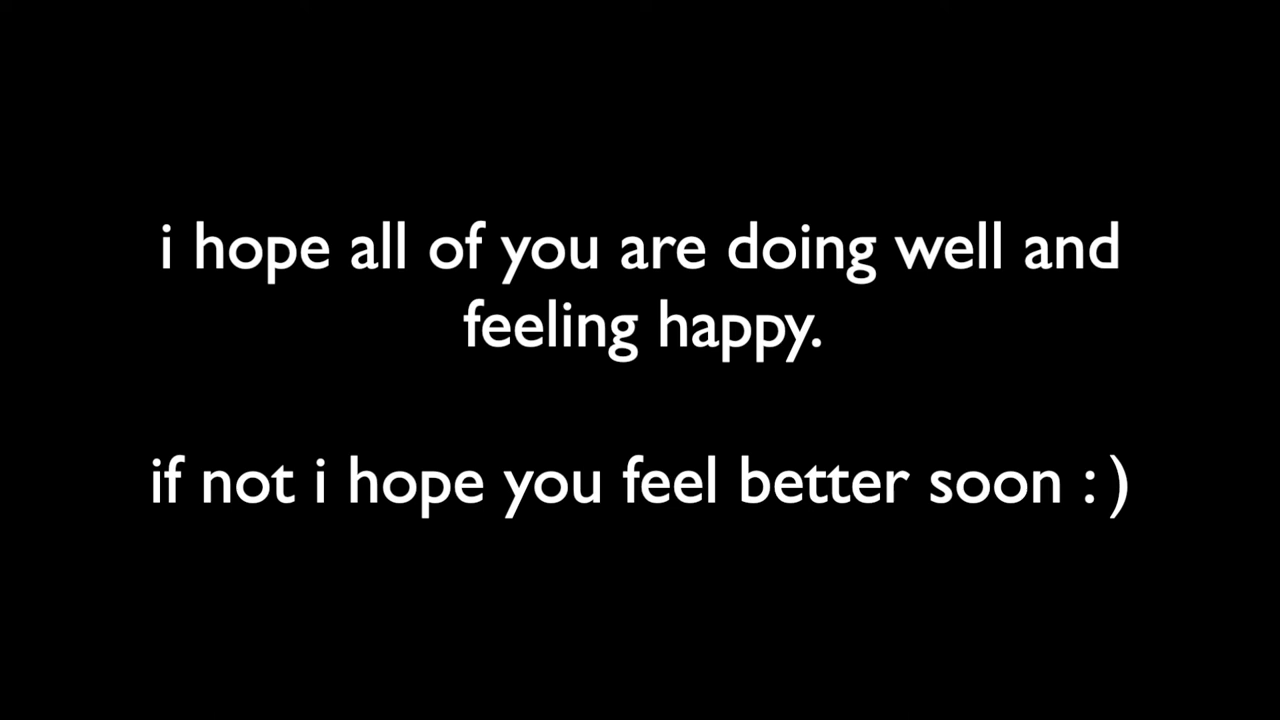 i hope all of you are doing well and
feeling happy.
if not i hope you feel better soon : )